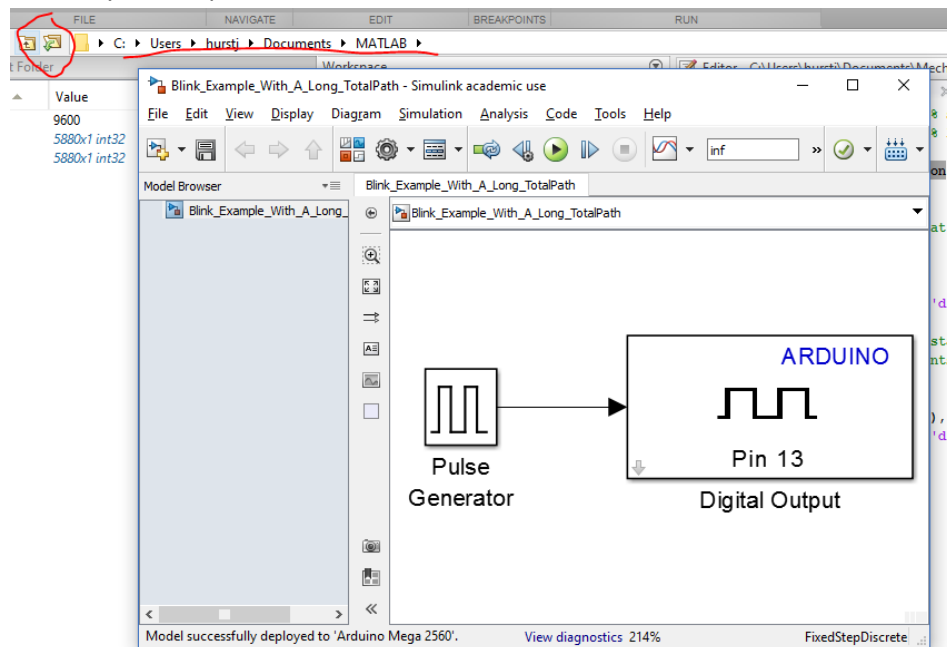 FILE NAVIGATE EDIT BREAKPOINTS RUN
C: Users hurstj Documents MATLAB
Workspace
Value
9600
5880x1 int32
5880x1 int32
Blink_Example_With_A_Long_TotalPath - Simulink academic use
File Edit View Display Diagram Simulation Analysis Code Tools Help
inf
Model Browser
Blink_Example_With_A_Long_TotalPath
Blink_Example_With_A_Long_
Blink_Example_With_A_Long_TotalPath
ARDUINO
Pin 13
Pulse
Generator
Digital Output
Model successfully deployed to 'Arduino Mega 2560'. View diagnostics 214% FixedStepDiscrete